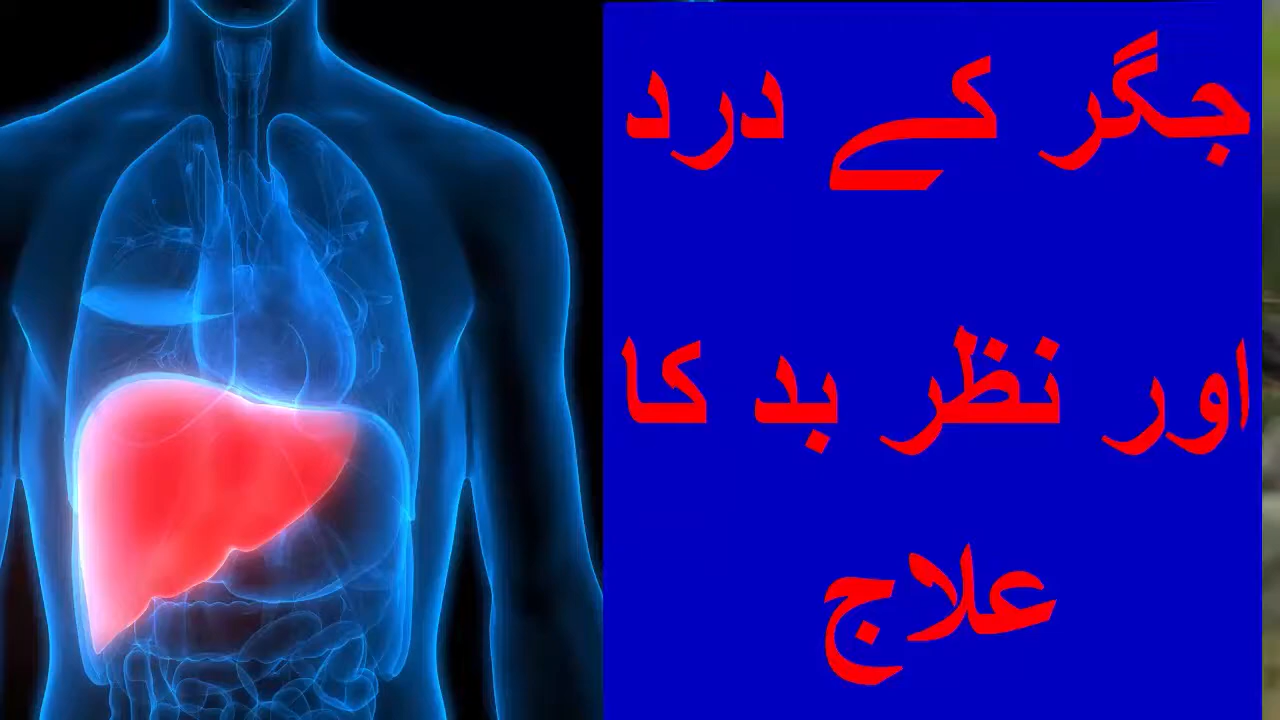 جگر کے درد
اور نظر بد کا
علاج